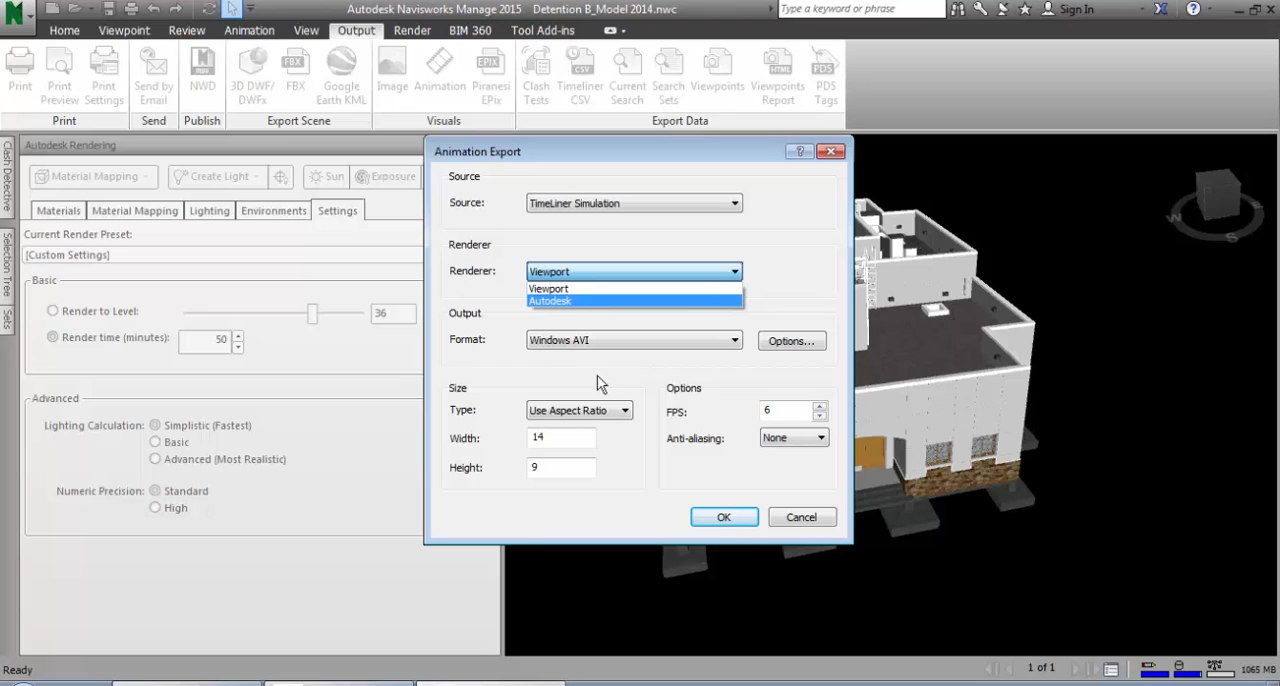 Autodesk Navisworks Manage 2015 Detention B_Model 2014.nwc
Type a keyword or phrase
Sign In
Home Viewpoint Review Animation View Output Render BIM 360 Tool Add-ins
Print
Print Preview
Print Settings
Send by Email
NWD
3D DWF/ DWFx
FBX
Google Earth KML
Image
Animation
Piranesi EPix
Clash Tests
Timeliner CSV
Current Search
Search Sets
Viewpoints
Viewpoints Report
PDS Tags
Print Send Publish Export Scene Visuals Export Data
Clash Detective
Selection Tree
Sets
Autodesk Rendering
Material Mapping Create Light Sun Exposure
Materials Material Mapping Lighting Environments Settings
Current Render Preset:
[Custom Settings]
Basic
Render to Level: 36
Render time (minutes): 50
Advanced
Lighting Calculation: Simplistic (Fastest)
Basic
Advanced (Most Realistic)
Numeric Precision: Standard
High
Animation Export
Source
Source: TimeLiner Simulation
Renderer
Renderer: Viewport
Viewport
Autodesk
Output
Format: Windows AVI Options...
Size
Type: Use Aspect Ratio
Width: 14
Height: 9
Options
FPS: 6
Anti-aliasing: None
OK Cancel
W S
Ready
1 of 1
1065 MB